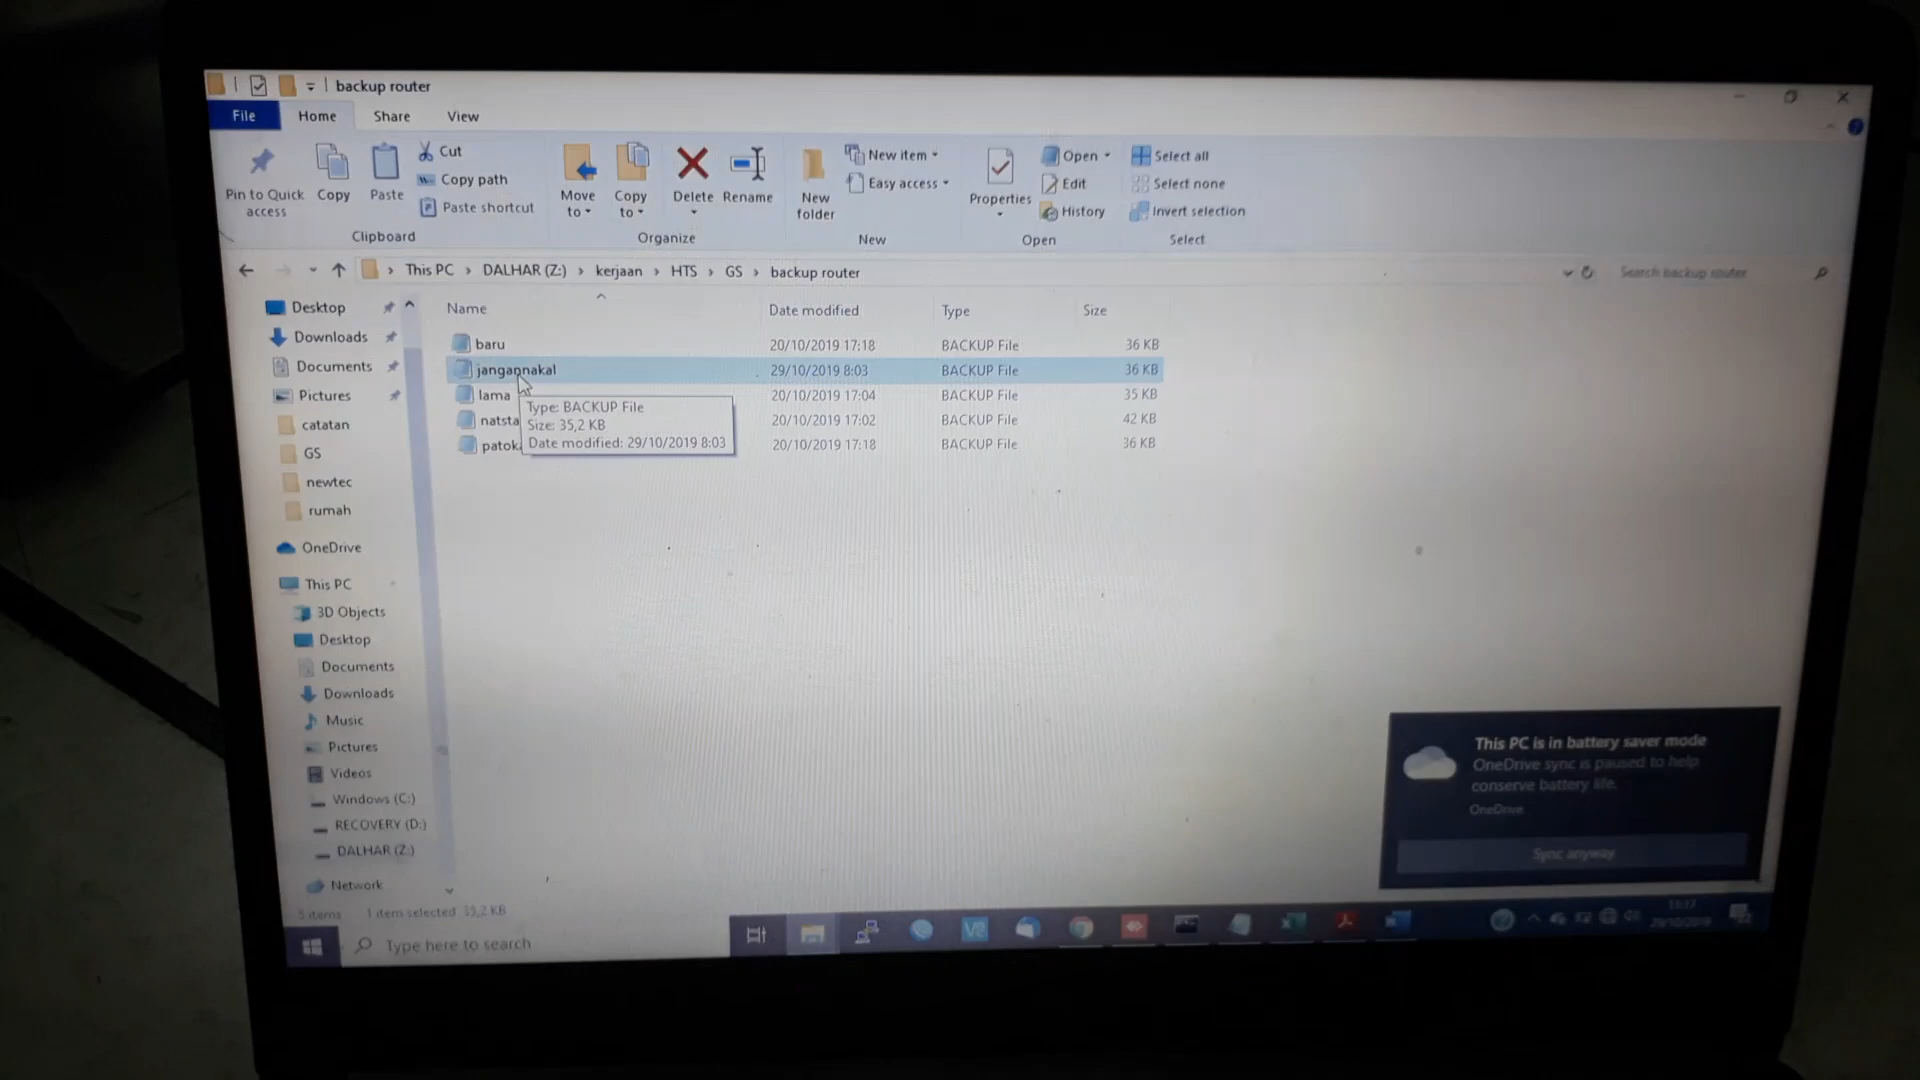 backup router
File Home Share View
Pin to Quick access
Copy
Paste
Cut
Copy path
Paste shortcut
Clipboard
Move to
Copy to
Delete
Rename
Organize
New folder
New item
Easy access
New
Properties
Open
Edit
History
Open
Select all
Select none
Invert selection
Select
This PC > DALHAR (Z:) > kerjaan > HTS > GS > backup router
Search backup router
Name Date modified Type Size
baru 20/10/2019 17:18 BACKUP File 36 KB
jangannakal 29/10/2019 8:03 BACKUP File 36 KB
lama 20/10/2019 17:04 BACKUP File 35 KB
natsta 20/10/2019 17:02 BACKUP File 42 KB
patok 20/10/2019 17:18 BACKUP File 36 KB
Type: BACKUP File
Size: 35,2 KB
Date modified: 29/10/2019 8:03
Desktop
Downloads
Documents
Pictures
catatan
GS
newtec
rumah
OneDrive
This PC
3D Objects
Desktop
Documents
Downloads
Music
Pictures
Videos
Windows (C:)
RECOVERY (D:)
DALHAR (Z:)
Network
5 items 1 item selected 35,2 KB
This PC is in battery saver mode
OneDrive sync is paused to help
conserve battery life.
OneDrive
Sync anyway
Type here to search
11:17
29/10/2019